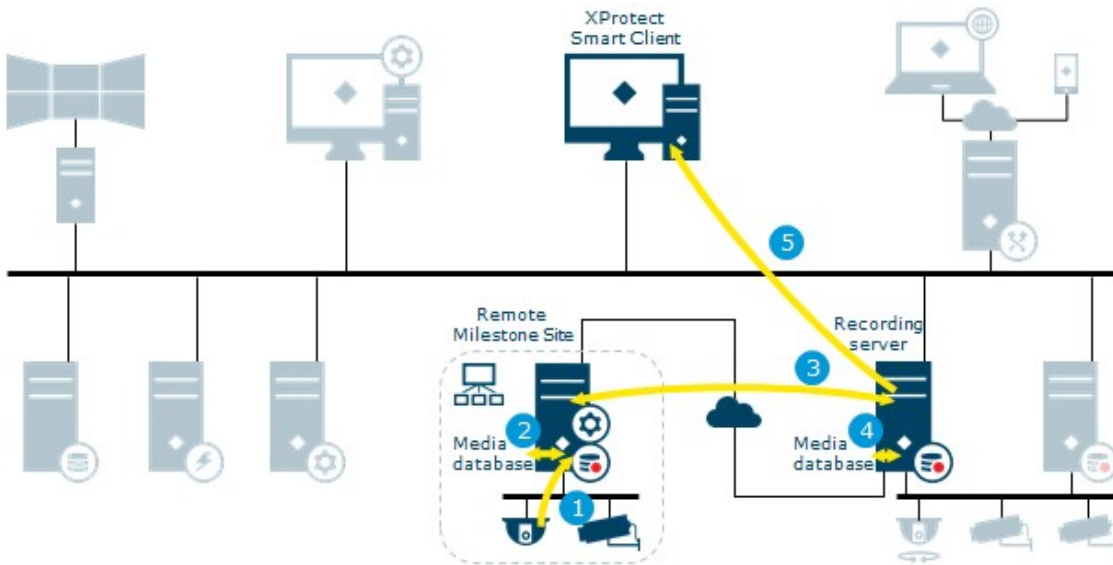 XProtect
Smart Client
5
Remote
Milestone Site
Recording
server
3
2
Media
database
4
Media
database
1